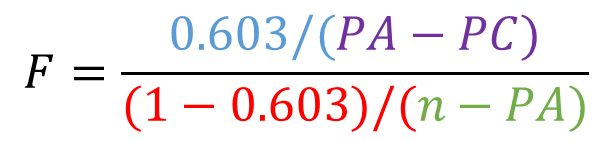 F = 0.603/(PA − PC)
(1 − 0.603)/(n − PA)